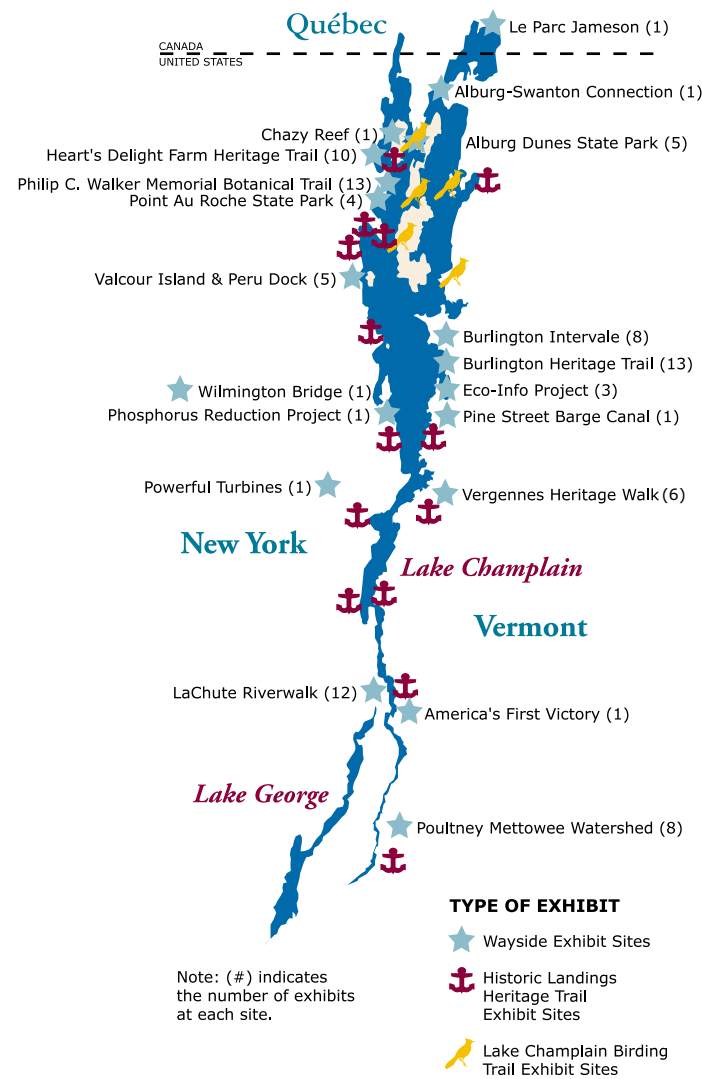 Québec
Le Parc Jameson (1)
CANADA
UNITED STATES
Alburg-Swanton Connection (1)
Chazy Reef (1)
Alburg Dunes State Park (5)
Heart's Delight Farm Heritage Trail (10)
Philip C. Walker Memorial Botanical Trail (13)
Point Au Roche State Park (4)
Valcour Island & Peru Dock (5)
Burlington Intervale (8)
Burlington Heritage Trail (13)
Wilmington Bridge (1)
Eco-Info Project (3)
Phosphorus Reduction Project (1)
Pine Street Barge Canal (1)
Powerful Turbines (1)
Vergennes Heritage Walk (6)
New York
Lake Champlain
Vermont
LaChute Riverwalk (12)
America's First Victory (1)
Lake George
Poultney Mettowee Watershed (8)
TYPE OF EXHIBIT
Wayside Exhibit Sites
Historic Landings
Heritage Trail
Exhibit Sites
Lake Champlain Birding
Trail Exhibit Sites
Note: (#) indicates
the number of exhibits
at each site.